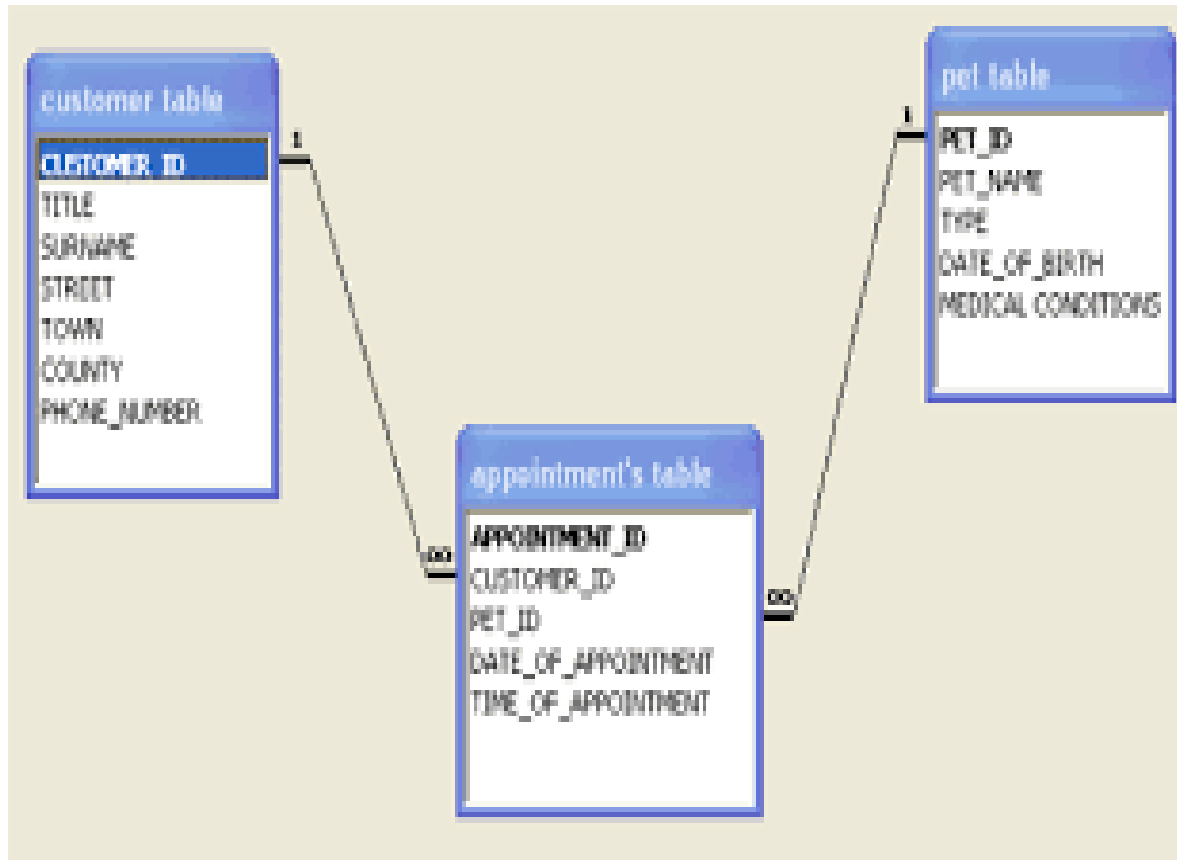 customer table
CUSTOMER_ID
TITLE
SURNAME
STREET
TOWN
COUNTY
PHONE_NUMBER
1
∞
appointment's table
APPOINTMENT_ID
CUSTOMER_ID
PET_ID
DATE_OF_APPOINTMENT
TIME_OF_APPOINTMENT
∞
1
pet table
PET_ID
PET_NAME
TYPE
DATE_OF_BIRTH
MEDICAL CONDITIONS